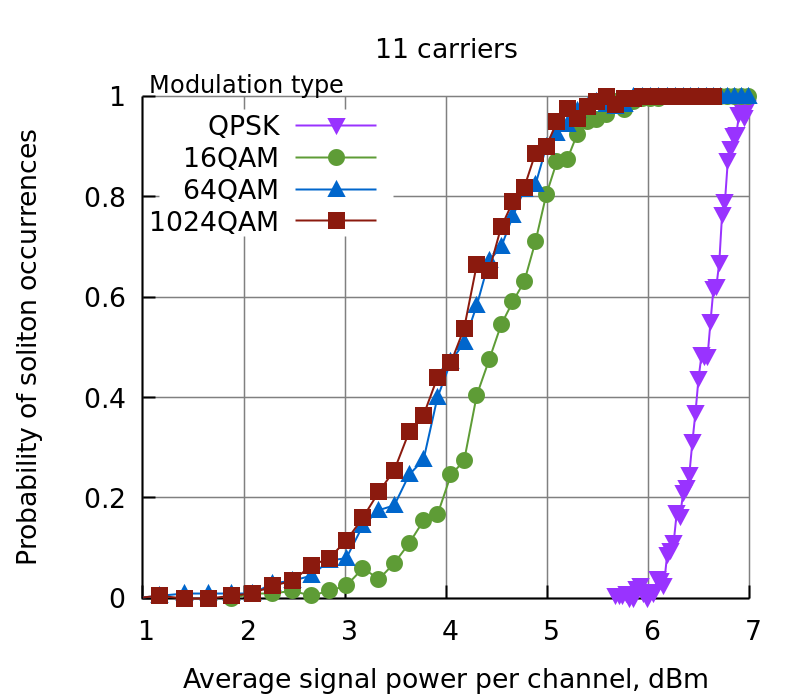 11 carriers
Modulation type
QPSK
16QAM
64QAM
1024QAM
Probability of soliton occurrences
1
0.8
0.6
0.4
0.2
0
1 2 3 4 5 6 7
Average signal power per channel, dBm